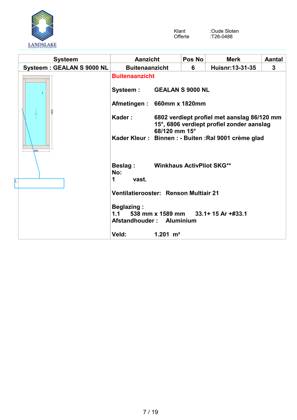 LANDSLAKE
Klant :Oude Sloten
Offerte :T26-0488
Systeem Aanzicht Pos No Merk Aantal
Systeem : GEALAN S 9000 NL Buitenaanzicht 6 Huisnr:13-31-35 3
Buitenaanzicht
Systeem : GEALAN S 9000 NL
Afmetingen : 660mm x 1820mm
Kader : 6802 verdiept profiel met aanslag 86/120 mm
15°, 6806 verdiept profiel zonder aanslag
68/120 mm 15°
Kader Kleur : Binnen : - Buiten :Ral 9001 crème glad
Beslag : Winkhaus ActivPilot SKG**
No:
1 vast.
Ventilatierooster: Renson Multiair 21
Beglazing :
1.1 538 mm x 1589 mm 33.1+ 15 Ar +#33.1
Afstandhouder : Aluminium
Veld: 1.201 m²
7 / 19